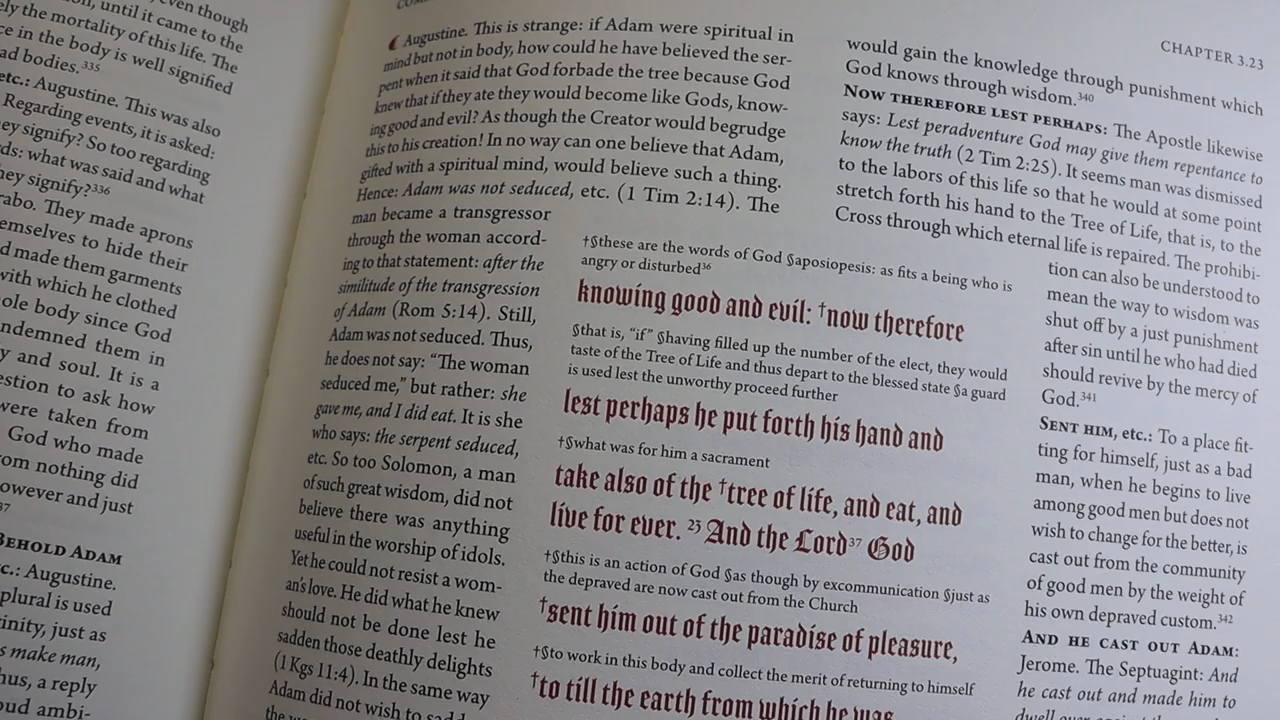 even though
, until it came to the
ely the mortality of this life. The
ce in the body is well signified
ad bodies.³³⁵
etc.: Augustine. This was also
Regarding events, it is asked:
hey signify? So too regarding
rds: what was said and what
hey signify?³³⁶
rabo. They made aprons
emselves to hide their
d made them garments
with which he clothed
ole body since God
ndemned them in
y and soul. It is a
estion to ask how
were taken from
God who made
rom nothing did
owever and just
37
BEHOLD ADAM
c.: Augustine.
plural is used
inity, just as
s make man,
hus, a reply
oud ambi-
CHAPTER 3.23
Augustine. This is strange: if Adam were spiritual in
mind but not in body, how could he have believed the ser-
pent when it said that God forbade the tree because God
knew that if they ate they would become like Gods, know-
ing good and evil? As though the Creator would begrudge
this to his creation! In no way can one believe that Adam,
gifted with a spiritual mind, would believe such a thing.
Hence: Adam was not seduced, etc. (1 Tim 2:14). The
man became a transgressor
through the woman accord-
ing to that statement: after the
similitude of the transgression
of Adam (Rom 5:14). Still,
Adam was not seduced. Thus,
he does not say: “The woman
seduced me,” but rather: she
gave me, and I did eat. It is she
who says: the serpent seduced,
etc. So too Solomon, a man
of such great wisdom, did not
believe there was anything
useful in the worship of idols.
Yet he could not resist a wom-
an’s love. He did what he knew
should not be done lest he
sadden those deathly delights
(1 Kgs 11:4). In the same way
Adam did not wish to sad
†§these are the words of God §aposiopesis: as fits a being who is
angry or disturbed³⁶
knowing good and evil: †now therefore
§that is, “if” §having filled up the number of the elect, they would
taste of the Tree of Life and thus depart to the blessed state §a guard
is used lest the unworthy proceed further
lest perhaps he put forth his hand and
†§what was for him a sacrament
take also of the †tree of life, and eat, and
live for ever. ²³ And the Lord³⁷ God
†§this is an action of God §as though by excommunication §just as
the depraved are now cast out from the Church
†sent him out of the paradise of pleasure,
†§to work in this body and collect the merit of returning to himself
†to till the earth from which he was
would gain the knowledge through punishment which
God knows through wisdom.³⁴⁰
NOW THEREFORE LEST PERHAPS: The Apostle likewise
says: Lest peradventure God may give them repentance to
know the truth (2 Tim 2:25). It seems man was dismissed
to the labors of this life so that he would at some point
stretch forth his hand to the Tree of Life, that is, to the
Cross through which eternal life is repaired. The prohibi-
tion can also be understood to
mean the way to wisdom was
shut off by a just punishment
after sin until he who had died
should revive by the mercy of
God.³⁴¹
SENT HIM, etc.: To a place fit-
ting for himself, just as a bad
man, when he begins to live
among good men but does not
wish to change for the better, is
cast out from the community
of good men by the weight of
his own depraved custom.³⁴²
AND HE CAST OUT ADAM:
Jerome. The Septuagint: And
he cast out and made him to